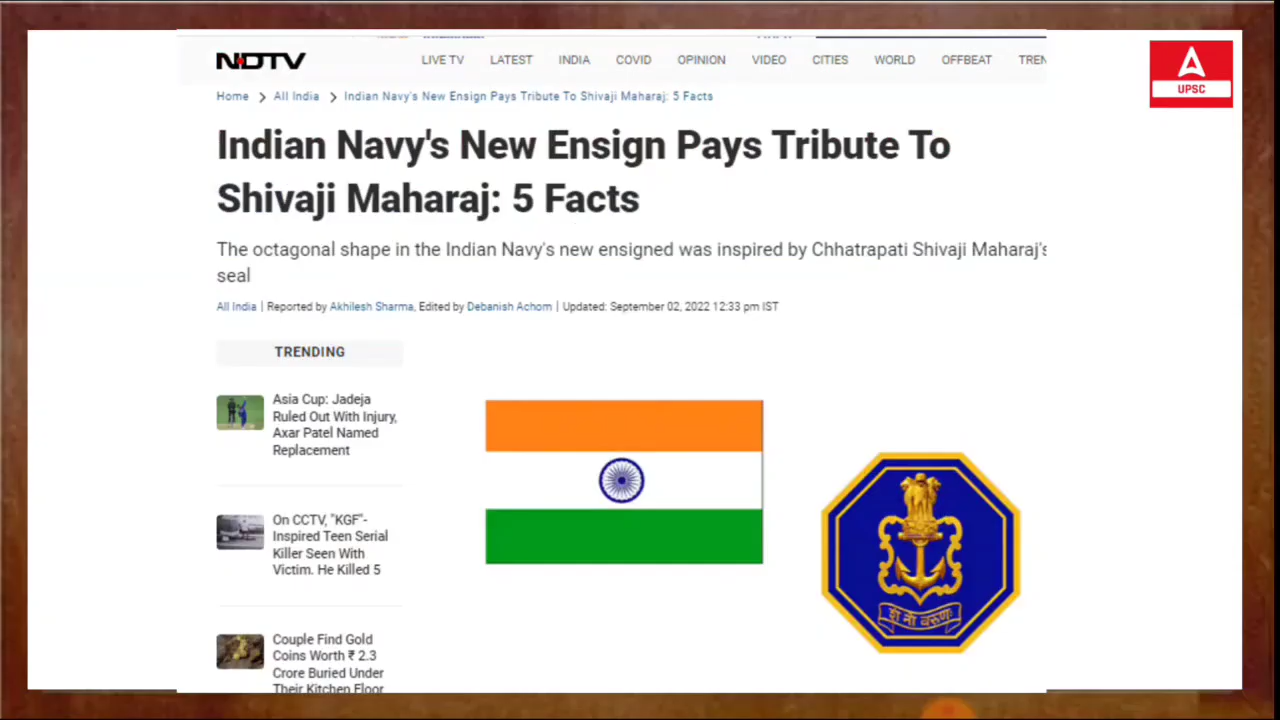 NDTV
LIVE TV LATEST INDIA COVID OPINION VIDEO CITIES WORLD OFFBEAT TREN
UPSC
Home > All India > Indian Navy's New Ensign Pays Tribute To Shivaji Maharaj: 5 Facts
Indian Navy's New Ensign Pays Tribute To
Shivaji Maharaj: 5 Facts
The octagonal shape in the Indian Navy's new ensigned was inspired by Chhatrapati Shivaji Maharaj's
seal
All India | Reported by Akhilesh Sharma, Edited by Debanish Achom | Updated: September 02, 2022 12:33 pm IST
TRENDING
Asia Cup: Jadeja
Ruled Out With Injury,
Axar Patel Named
Replacement
On CCTV, "KGF"-
Inspired Teen Serial
Killer Seen With
Victim. He Killed 5
Couple Find Gold
Coins Worth ₹ 2.3
Crore Buried Under
Their Kitchen Floor
शं नो वरुणः